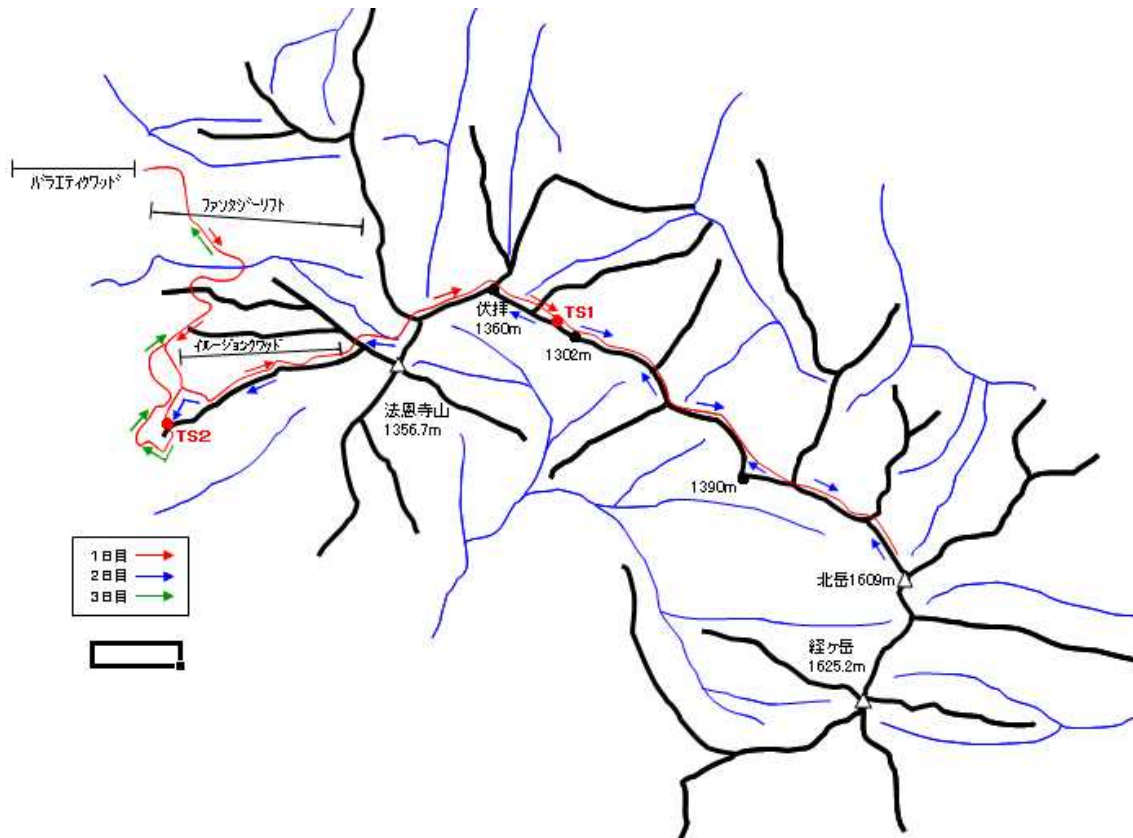 バラエティクワッド
ファンタジーリフト
イルージョンクワッド
伏拝
1360m
TS1
1302m
法恩寺山
1356.7m
TS2
1390m
北岳1609m
経ヶ岳
1625.2m
1日目
2日目
3日目